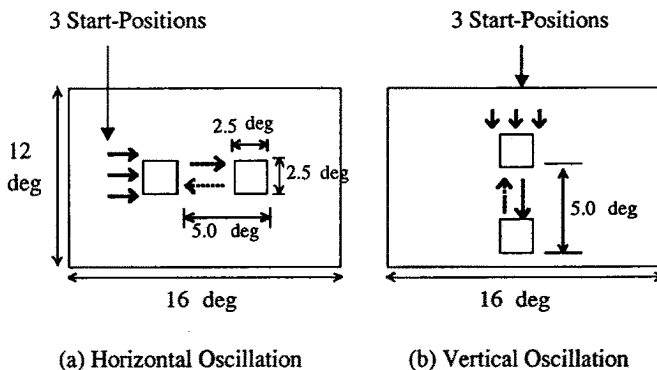 3 Start-Positions
12
deg
2.5 deg
2.5 deg
5.0 deg
16 deg
(a) Horizontal Oscillation
3 Start-Positions
5.0 deg
16 deg
(b) Vertical Oscillation